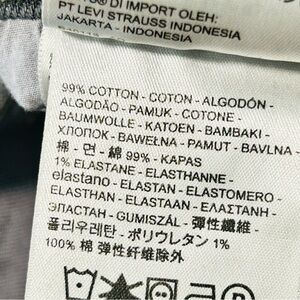 DI IMPORT OLEH:
PT LEVI STRAUSS INDONESIA
JAKARTA - INDONESIA
99% COTTON - COTON - ALGODÓN -
ALGODÃO - PAMUK - COTONE -
BAUMWOLLE - KATOEN - BAMBAKI -
ХЛОПОК - BAWEŁNA - PAMUT - BAVLNA -
棉 - 면 - 綿 99% - KAPAS
1% ELASTANE - ELASTHANNE -
elastano - ELASTAN - ELASTOMERO -
ELASTHAN - ELASTAAN - ΕΛΑΣΤΑΝΗ -
ЭЛАСТАН - GUMISZÁL - 彈性纖維 -
폴리우레탄 - ポリウレタン 1%
100% 棉 弹性纤维除外